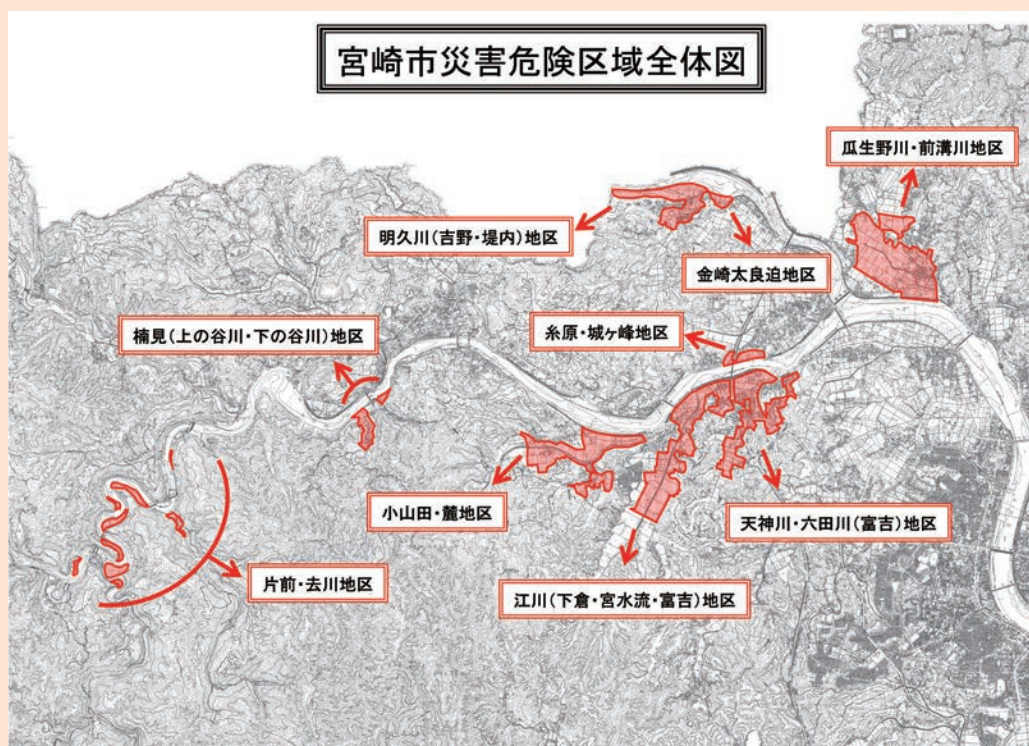 宮崎市災害危険区域全体図
瓜生野川・前溝川地区
明久川(吉野・堤内)地区
金崎太良迫地区
糸原・城ヶ峰地区
楠見(上の谷川・下の谷川)地区
小山田・麓地区
天神川・六田川(富吉)地区
片前・去川地区
江川(下倉・宮水流・富吉)地区